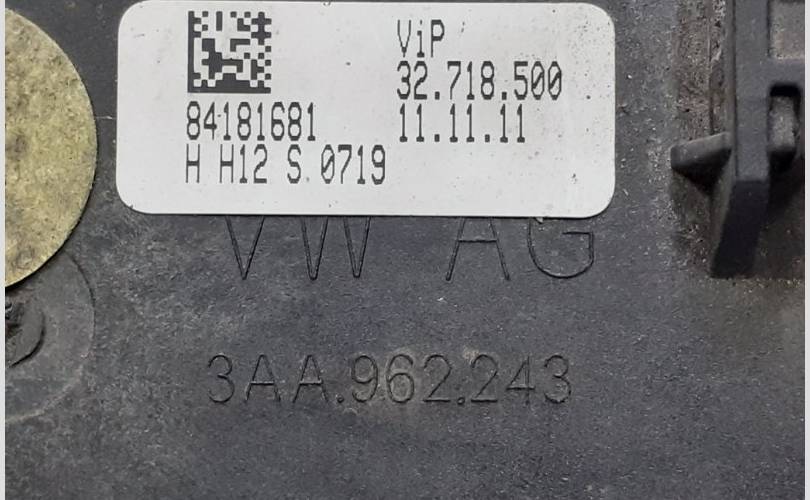 ViP
32.718.500
84181681 11.11.11
H H12 S 0719
VW AG
3AA.962.243